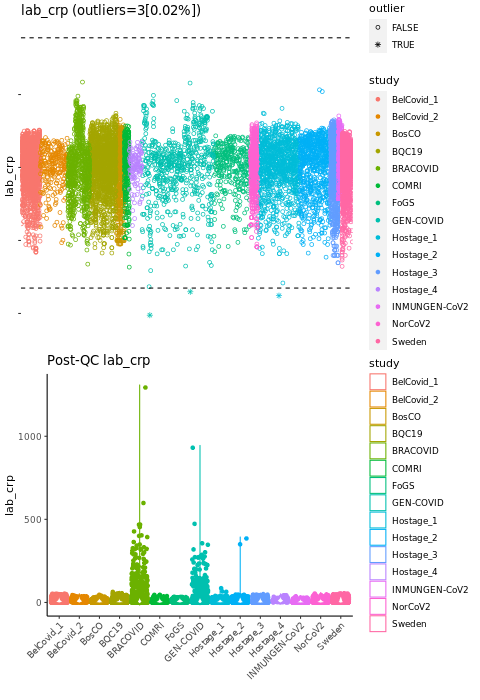 lab_crp (outliers=3[0.02%])
lab_crp
outlier
FALSE
TRUE
study
BelCovid_1
BelCovid_2
BosCO
BQC19
BRACOVID
COMRI
FoGS
GEN-COVID
Hostage_1
Hostage_2
Hostage_3
Hostage_4
INMUNGEN-CoV2
NorCoV2
Sweden
Post-QC lab_crp
lab_crp
1000
500
0
BelCovid_1
BelCovid_2
BosCO
BQC19
BRACOVID
COMRI
FoGS
GEN-COVID
Hostage_1
Hostage_2
Hostage_3
Hostage_4
INMUNGEN-CoV2
NorCoV2
Sweden
study
BelCovid_1
BelCovid_2
BosCO
BQC19
BRACOVID
COMRI
FoGS
GEN-COVID
Hostage_1
Hostage_2
Hostage_3
Hostage_4
INMUNGEN-CoV2
NorCoV2
Sweden